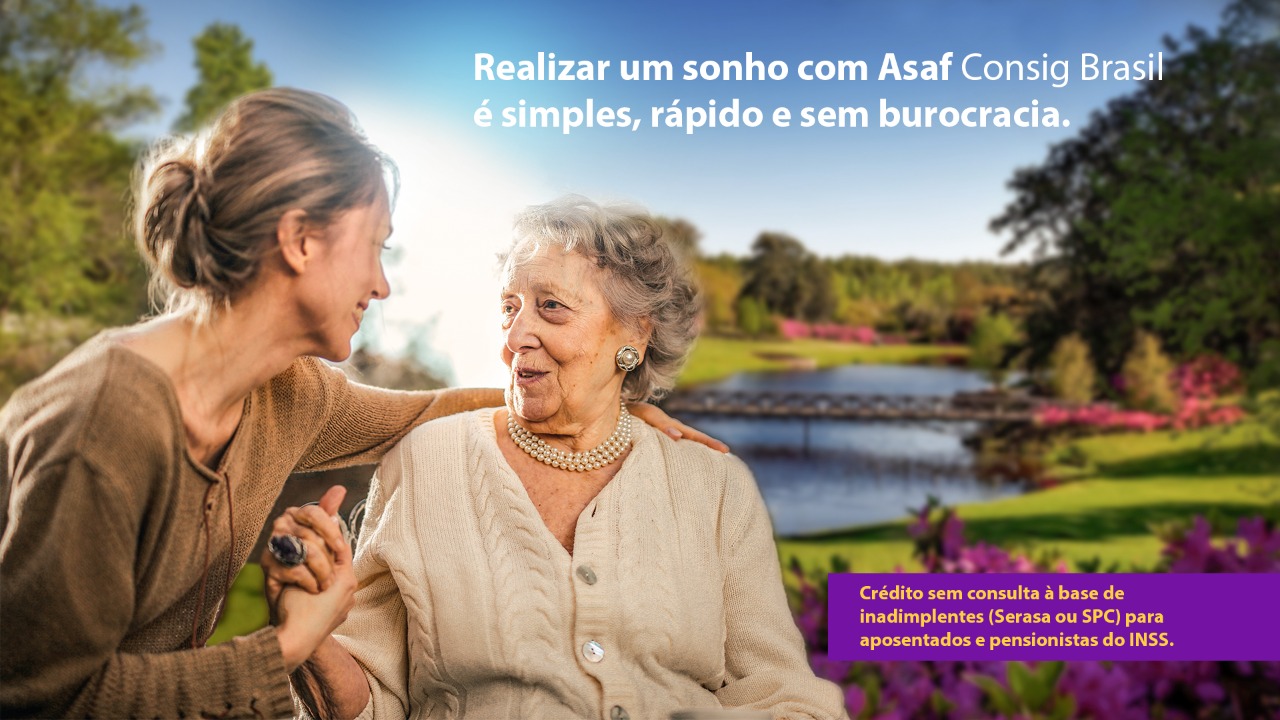 Realizar um sonho com Asaf Consig Brasil
é simples, rápido e sem burocracia.
Crédito sem consulta à base de
inadimplentes (Serasa ou SPC) para
aposentados e pensionistas do INSS.